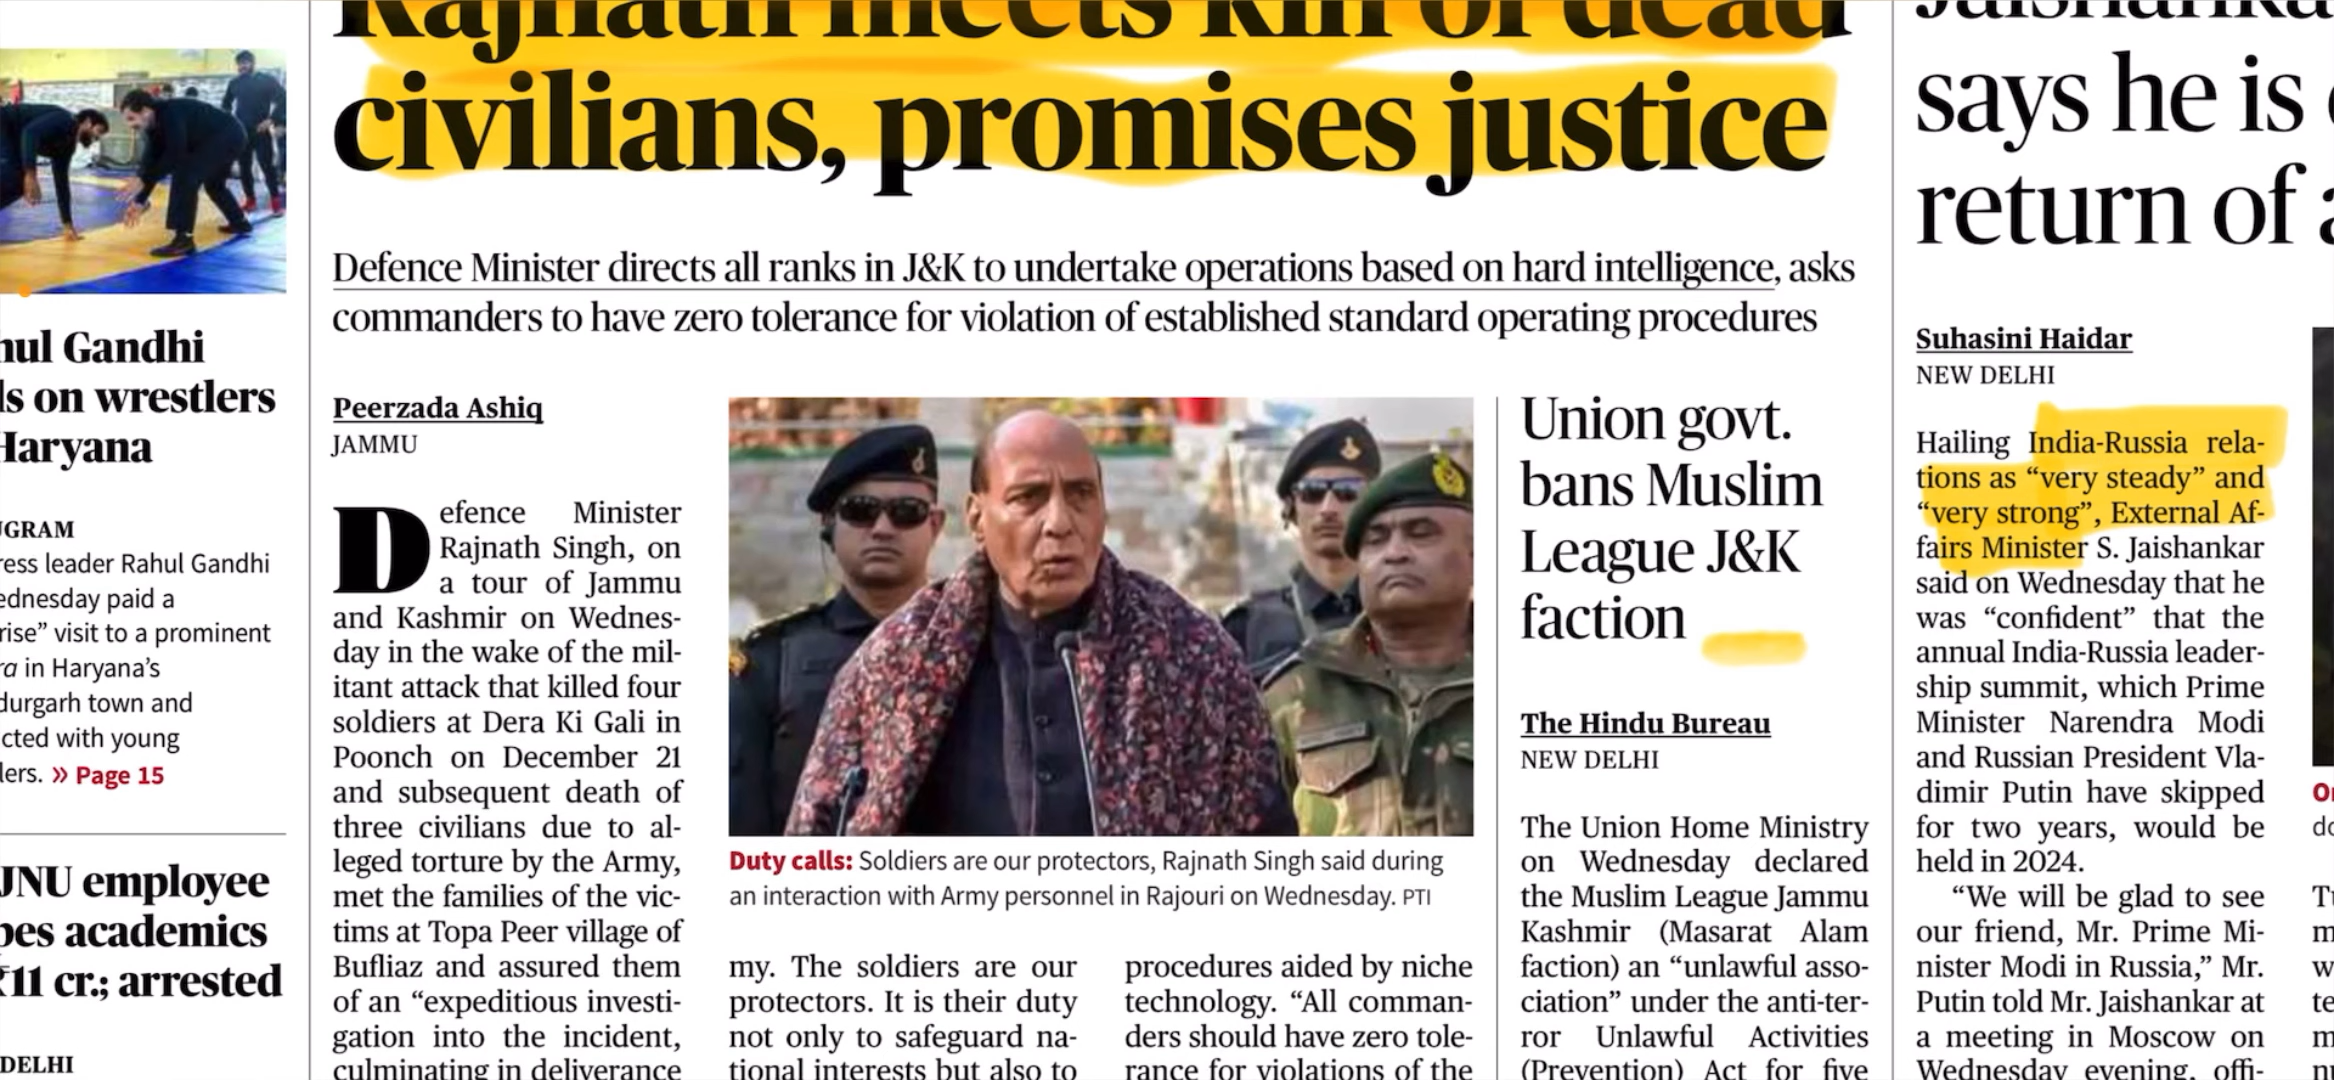 hul Gandhi
ls on wrestlers
Haryana
UGRAM
ress leader Rahul Gandhi
ednesday paid a
rise” visit to a prominent
ra in Haryana’s
durgarh town and
cted with young
lers. » Page 15
JNU employee
pes academics
₹11 cr.; arrested
DELHI
Rajnath meets kin of dead
civilians, promises justice
Defence Minister directs all ranks in J&K to undertake operations based on hard intelligence, asks
commanders to have zero tolerance for violation of established standard operating procedures
Peerzada Ashiq
JAMMU
Defence Minister
Rajnath Singh, on
a tour of Jammu
and Kashmir on Wednes-
day in the wake of the mil-
itant attack that killed four
soldiers at Dera Ki Gali in
Poonch on December 21
and subsequent death of
three civilians due to al-
leged torture by the Army,
met the families of the vic-
tims at Topa Peer village of
Bufliaz and assured them
of an “expeditious investi-
gation into the incident,
culminating in deliverance
Duty calls: Soldiers are our protectors, Rajnath Singh said during
an interaction with Army personnel in Rajouri on Wednesday. PTI
my. The soldiers are our
protectors. It is their duty
not only to safeguard na-
tional interests but also to
procedures aided by niche
technology. “All comman-
ders should have zero tole-
rance for violations of the
Union govt.
bans Muslim
League J&K
faction
The Hindu Bureau
NEW DELHI
The Union Home Ministry
on Wednesday declared
the Muslim League Jammu
Kashmir (Masarat Alam
faction) an “unlawful asso-
ciation” under the anti-ter-
ror Unlawful Activities
(Prevention) Act for five
Jaishanka
says he is
return of a
Suhasini Haidar
NEW DELHI
Hailing India-Russia rela-
tions as “very steady” and
“very strong”, External Af-
fairs Minister S. Jaishankar
said on Wednesday that he
was “confident” that the
annual India-Russia leader-
ship summit, which Prime
Minister Narendra Modi
and Russian President Vla-
dimir Putin have skipped
for two years, would be
held in 2024.
“We will be glad to see
our friend, Mr. Prime Mi-
nister Modi in Russia,” Mr.
Putin told Mr. Jaishankar at
a meeting in Moscow on
Wednesday evening, offi-